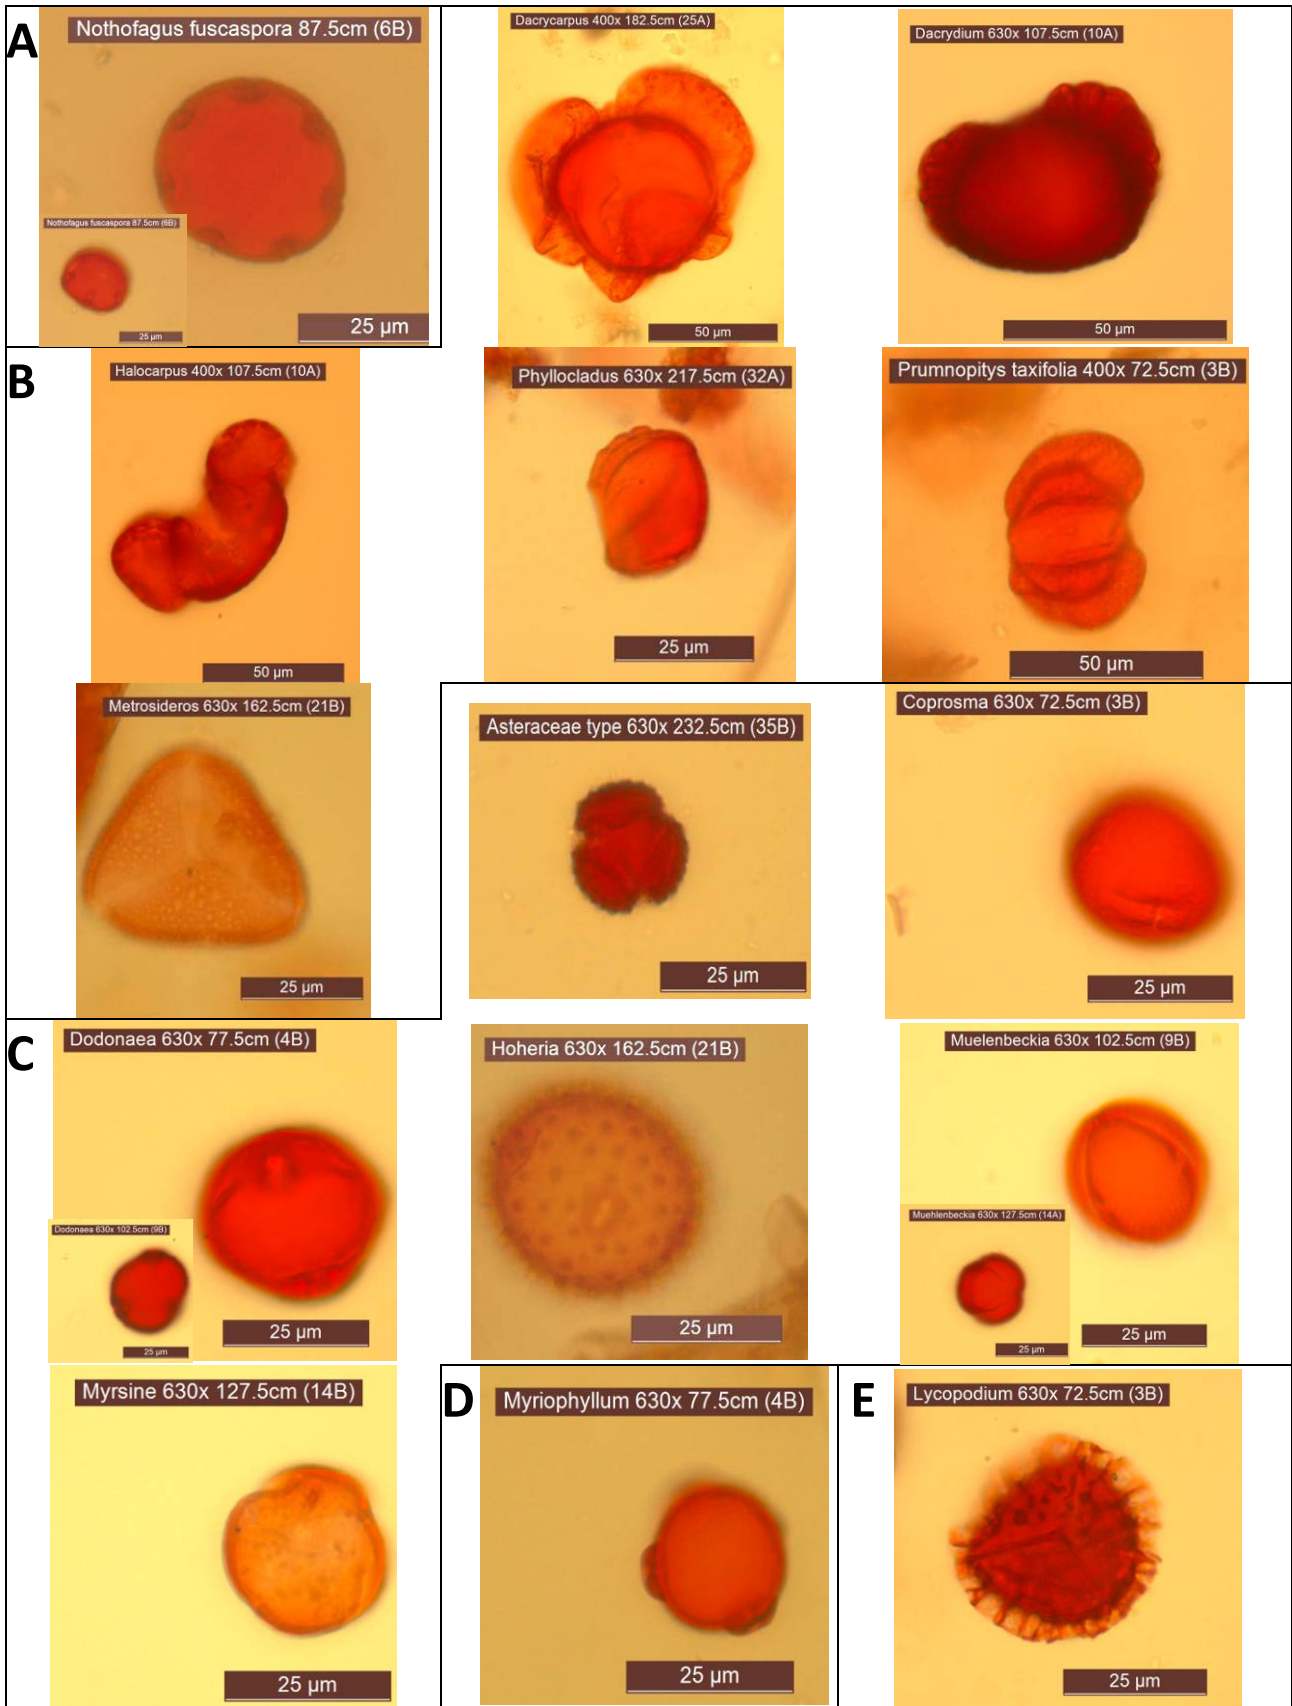 A
Nothofagus fuscaspora 87.5cm (6B)
Nothofagus fuscaspora 87.5cm (6B)
25 µm
25 µm
Dacrycarpus 400x 182.5cm (25A)
50 µm
Dacrydium 630x 107.5cm (10A)
50 µm
B
Halocarpus 400x 107.5cm (10A)
50 µm
Phyllocladus 630x 217.5cm (32A)
25 µm
Prumnopitys taxifolia 400x 72.5cm (3B)
50 µm
Metrosideros 630x 162.5cm (21B)
25 µm
Asteraceae type 630x 232.5cm (35B)
25 µm
Coprosma 630x 72.5cm (3B)
25 µm
C
Dodonaea 630x 77.5cm (4B)
Dodonaea 630x 102.5cm (9B)
25 µm
25 µm
Hoheria 630x 162.5cm (21B)
25 µm
Muelenbeckia 630x 102.5cm (9B)
Muehlenbeckia 630x 127.5cm (14A)
25 µm
25 µm
Myrsine 630x 127.5cm (14B)
25 µm
D
Myriophyllum 630x 77.5cm (4B)
25 µm
E
Lycopodium 630x 72.5cm (3B)
25 µm